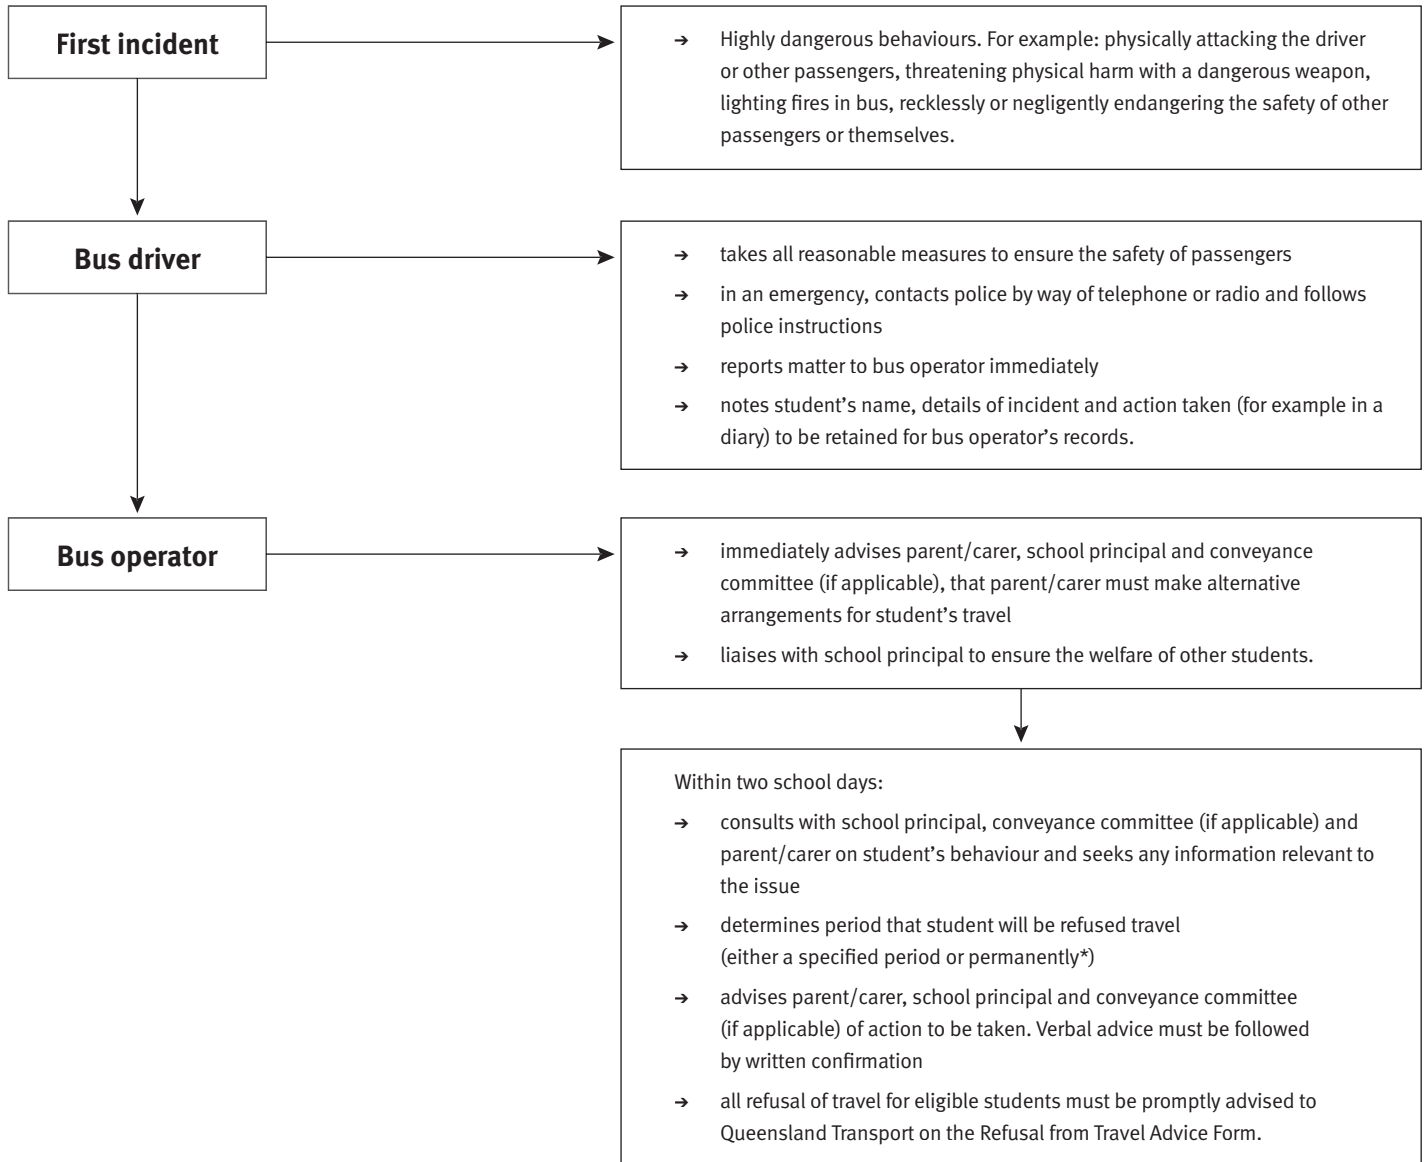 First incident
➔ Highly dangerous behaviours. For example: physically attacking the driver
or other passengers, threatening physical harm with a dangerous weapon,
lighting fires in bus, recklessly or negligently endangering the safety of other
passengers or themselves.
Bus driver
➔ takes all reasonable measures to ensure the safety of passengers
➔ in an emergency, contacts police by way of telephone or radio and follows
police instructions
➔ reports matter to bus operator immediately
➔ notes student’s name, details of incident and action taken (for example in a
diary) to be retained for bus operator’s records.
Bus operator
➔ immediately advises parent/carer, school principal and conveyance
committee (if applicable), that parent/carer must make alternative
arrangements for student’s travel
➔ liaises with school principal to ensure the welfare of other students.
Within two school days:
➔ consults with school principal, conveyance committee (if applicable) and
parent/carer on student’s behaviour and seeks any information relevant to
the issue
➔ determines period that student will be refused travel
(either a specified period or permanently*)
➔ advises parent/carer, school principal and conveyance committee
(if applicable) of action to be taken. Verbal advice must be followed
by written confirmation
➔ all refusal of travel for eligible students must be promptly advised to
Queensland Transport on the Refusal from Travel Advice Form.